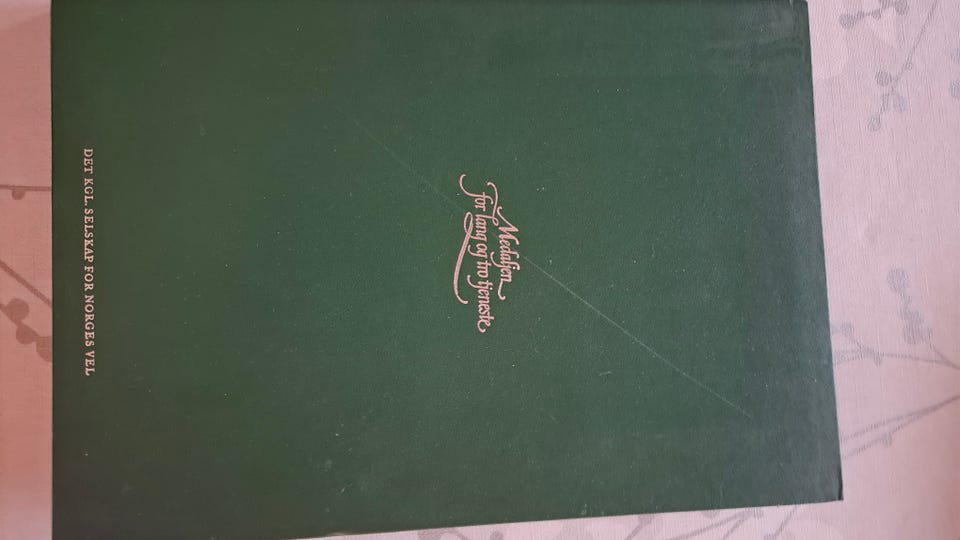 Medaljen
for lang og tro tjeneste
DET KGL. SELSKAP FOR NORGES VEL